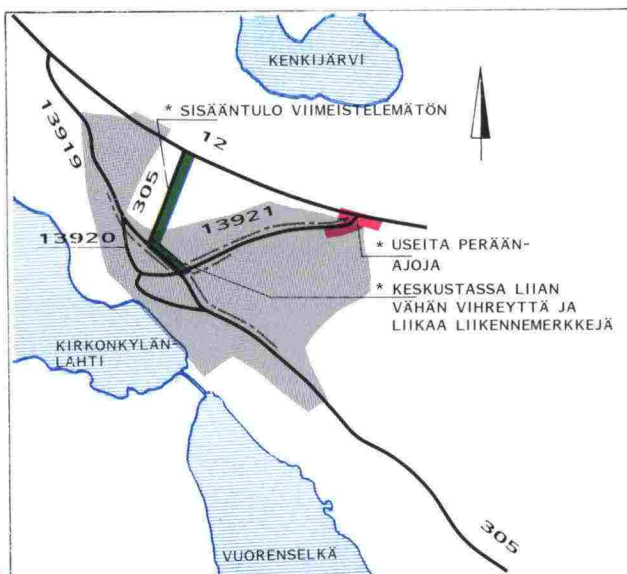 KENKIJÄRVI
* SISÄÄNTULO VIIMEISTELEMÄTÖN
12
13919
305
13921
13920
* USEITA PERÄÄN-
AJOJA
* KESKUSTASSA LIIAN
VÄHÄN VIHREYTTÄ JA
LIIKAA LIIKENNEMERKKEJÄ
KIRKONKYLÄN-
LAHTI
305
VUORENSELKÄ